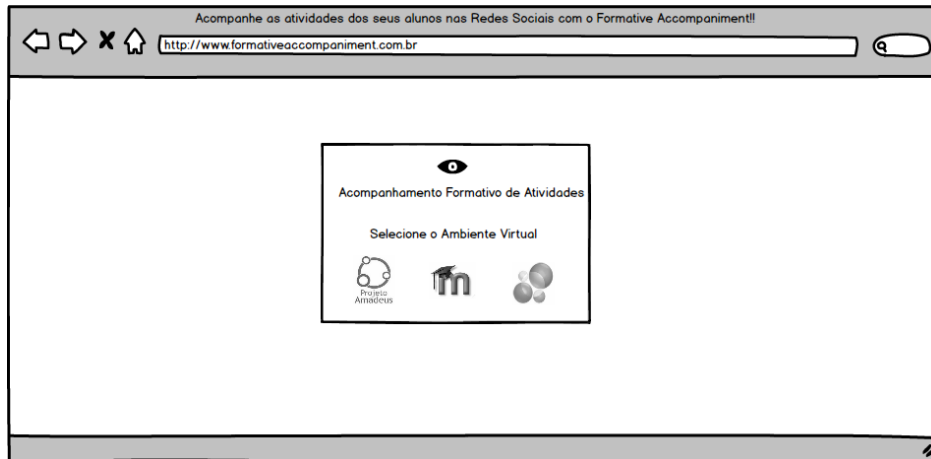 Acompanhe as atividades dos seus alunos nas Redes Sociais com o Formative Accompaniment!!
http://www.formativeaccompaniment.com.br
Acompanhamento Formativo de Atividades
Selecione o Ambiente Virtual
Projeto
Amadeus
m